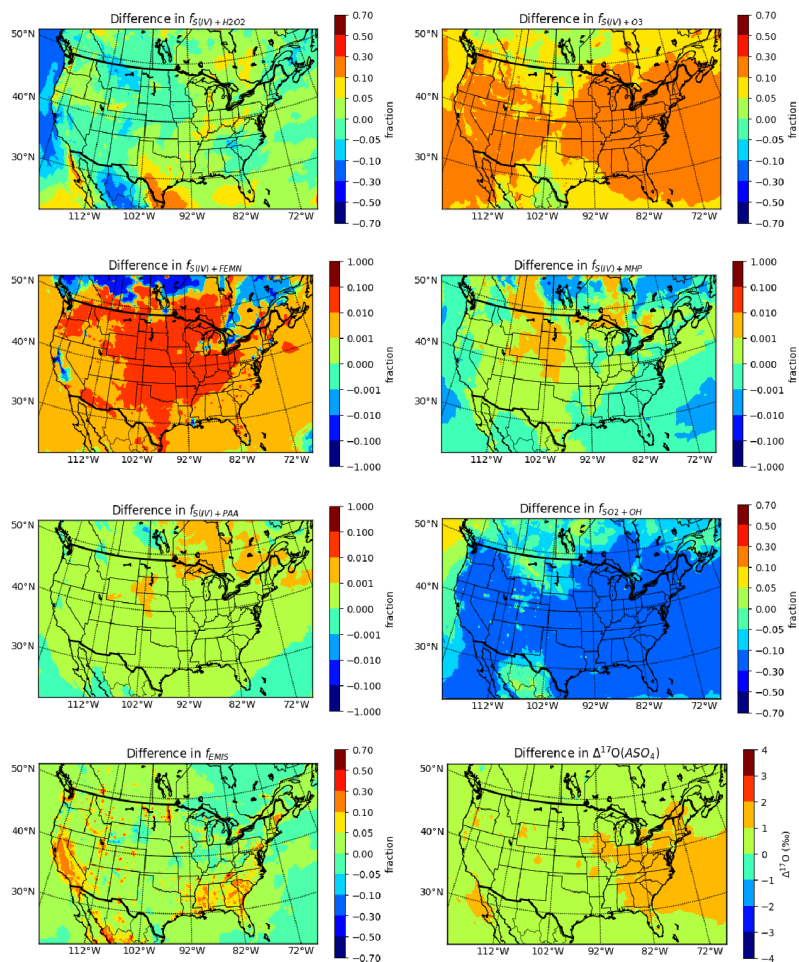 Difference in f_{S(IV)+H2O2}
50°N
40°N
30°N
112°W 102°W 92°W 82°W 72°W
0.70
0.50
0.30
0.10
0.05
0.00
−0.05
−0.10
−0.30
−0.50
−0.70
fraction
Difference in f_{S(IV)+O3}
50°N
40°N
30°N
112°W 102°W 92°W 82°W 72°W
0.70
0.50
0.30
0.10
0.05
0.00
−0.05
−0.10
−0.30
−0.50
−0.70
fraction
Difference in f_{S(IV)+FEMN}
50°N
40°N
30°N
112°W 102°W 92°W 82°W 72°W
1.000
0.100
0.010
0.001
0.000
−0.001
−0.010
−0.100
−1.000
fraction
Difference in f_{S(IV)+MHP}
50°N
40°N
30°N
112°W 102°W 92°W 82°W 72°W
1.000
0.100
0.010
0.001
0.000
−0.001
−0.010
−0.100
−1.000
fraction
Difference in f_{S(IV)+PAA}
50°N
40°N
30°N
112°W 102°W 92°W 82°W 72°W
1.000
0.100
0.010
0.001
0.000
−0.001
−0.010
−0.100
−1.000
fraction
Difference in f_{SO2+OH}
50°N
40°N
30°N
112°W 102°W 92°W 82°W 72°W
0.70
0.50
0.30
0.10
0.05
0.00
−0.05
−0.10
−0.30
−0.50
−0.70
fraction
Difference in f_{EMIS}
50°N
40°N
30°N
112°W 102°W 92°W 82°W 72°W
0.70
0.50
0.30
0.10
0.05
0.00
−0.05
−0.10
−0.30
−0.50
−0.70
fraction
Difference in Δ¹⁷O(ASO₄)
50°N
40°N
30°N
112°W 102°W 92°W 82°W 72°W
4
3
2
1
0
−1
−2
−3
−4
Δ¹⁷O (‰)